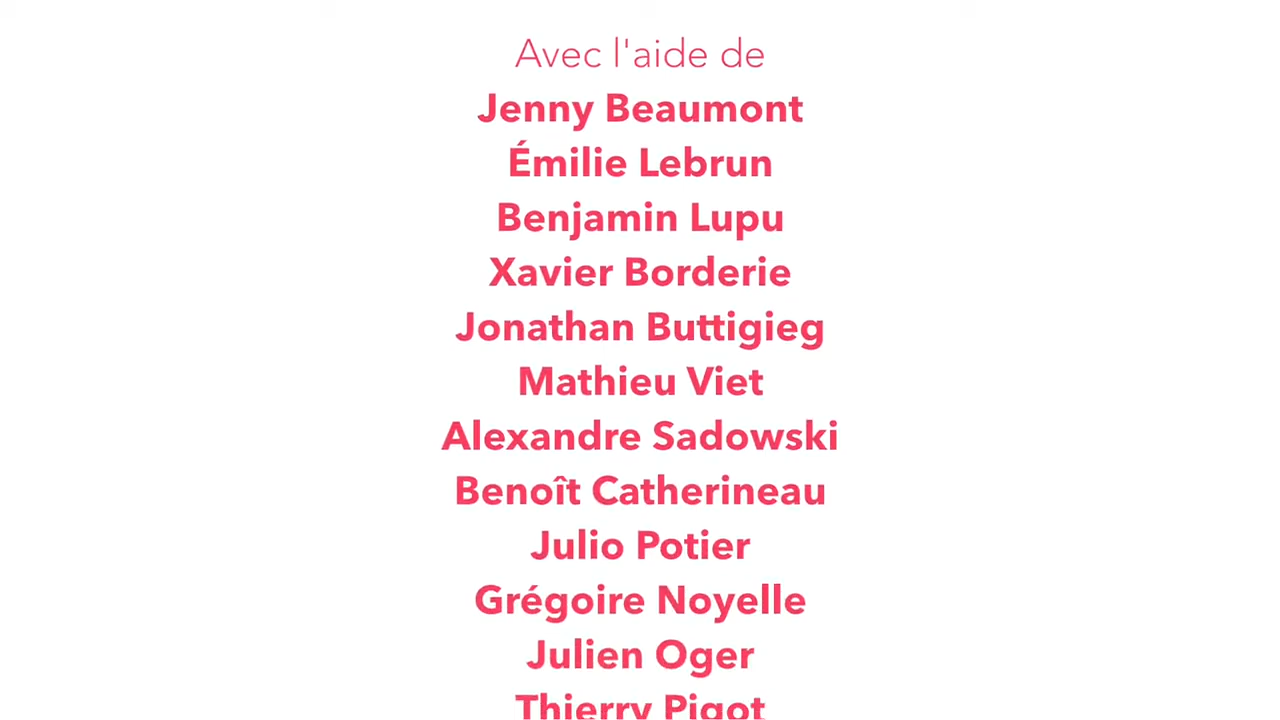 Avec l'aide de
Jenny Beaumont
Émilie Lebrun
Benjamin Lupu
Xavier Borderie
Jonathan Buttigieg
Mathieu Viet
Alexandre Sadowski
Benoît Catherineau
Julio Potier
Grégoire Noyelle
Julien Oger
Thierry Pigot